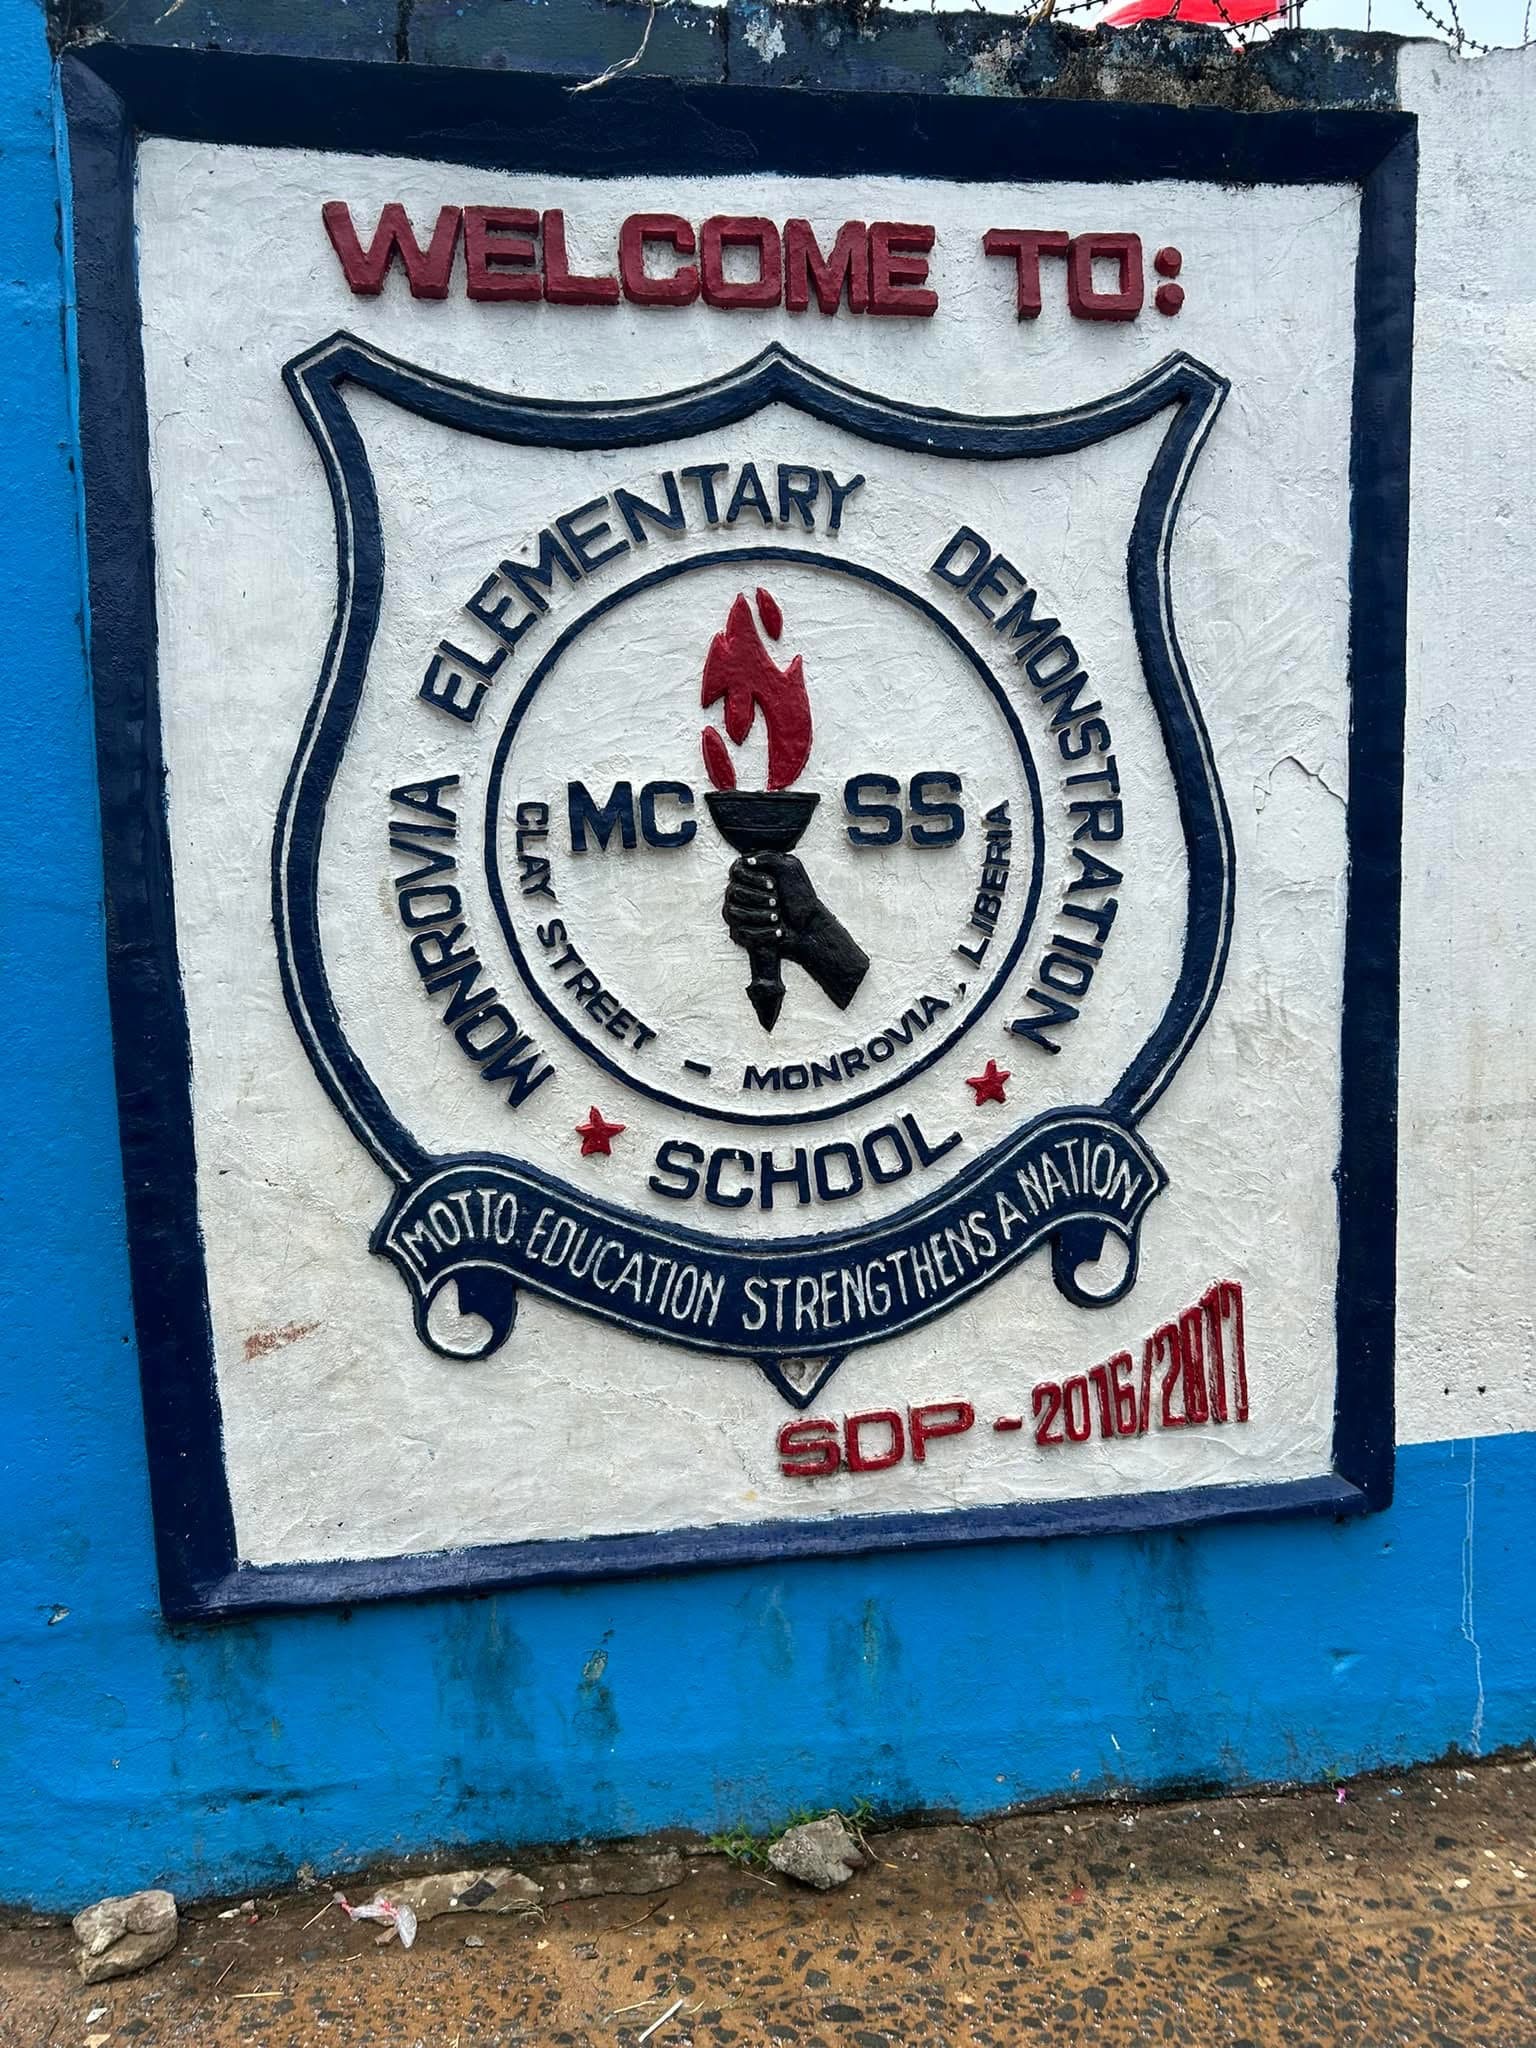 WELCOME TO:
MONROVIA ELEMENTARY DEMONSTRATION
SCHOOL
MC SS
CLAY STREET - MONROVIA, LIBERIA
MOTTO: EDUCATION STRENGTHENS A NATION
SDP - 2016/2017